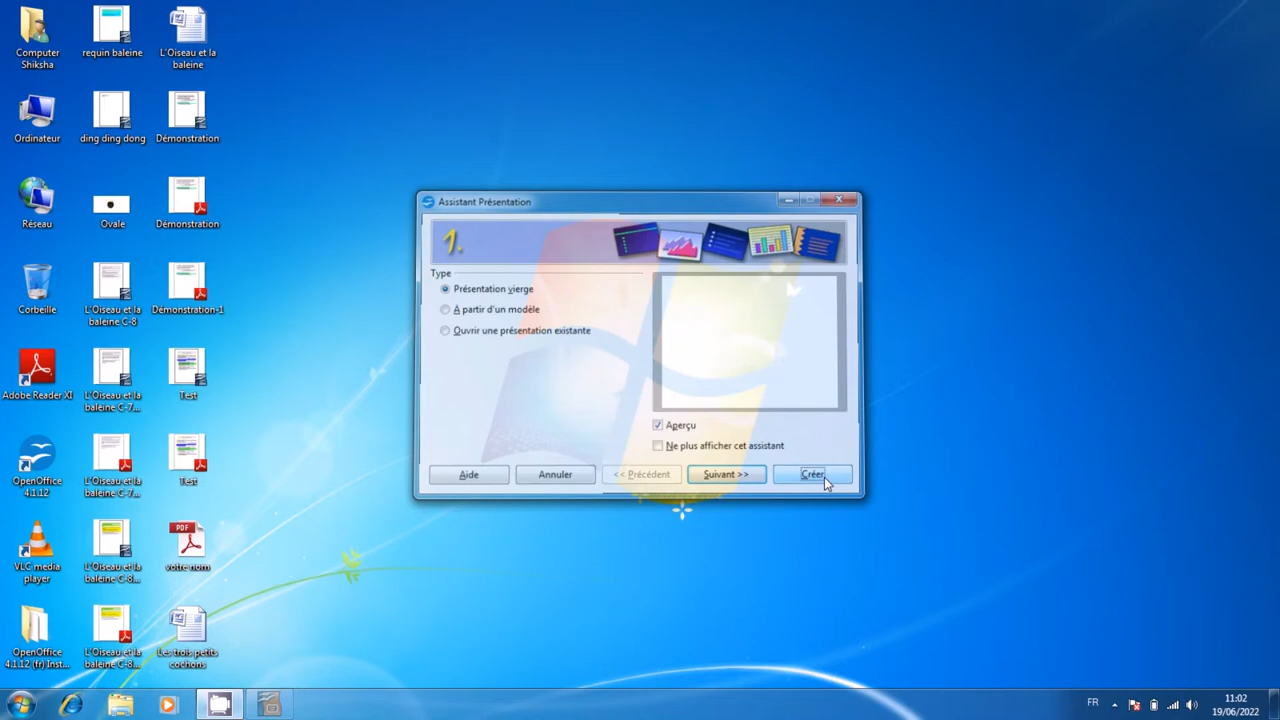 Computer
Shiksha
requin baleine
L'Oiseau et la
baleine
Ordinateur
ding ding dong
Démonstration
Réseau
Ovale
Démonstration
Corbeille
L'Oiseau et la
baleine C-8
Démonstration-1
Adobe Reader XI
L'Oiseau et la
baleine C-7...
Test
OpenOffice
4.1.12
L'Oiseau et la
baleine C-7...
Test
VLC media
player
L'Oiseau et la
baleine C-8...
PDF
votre nom
OpenOffice
4.1.12 (fr) Inst...
L'Oiseau et la
baleine C-8...
Les trois petits
cochons
Assistant Présentation
1.
Type
Présentation vierge
À partir d'un modèle
Ouvrir une présentation existante
Aperçu
Ne plus afficher cet assistant
Aide
Annuler
<< Précédent
Suivant >>
Créer
FR
11:02
19/06/2022